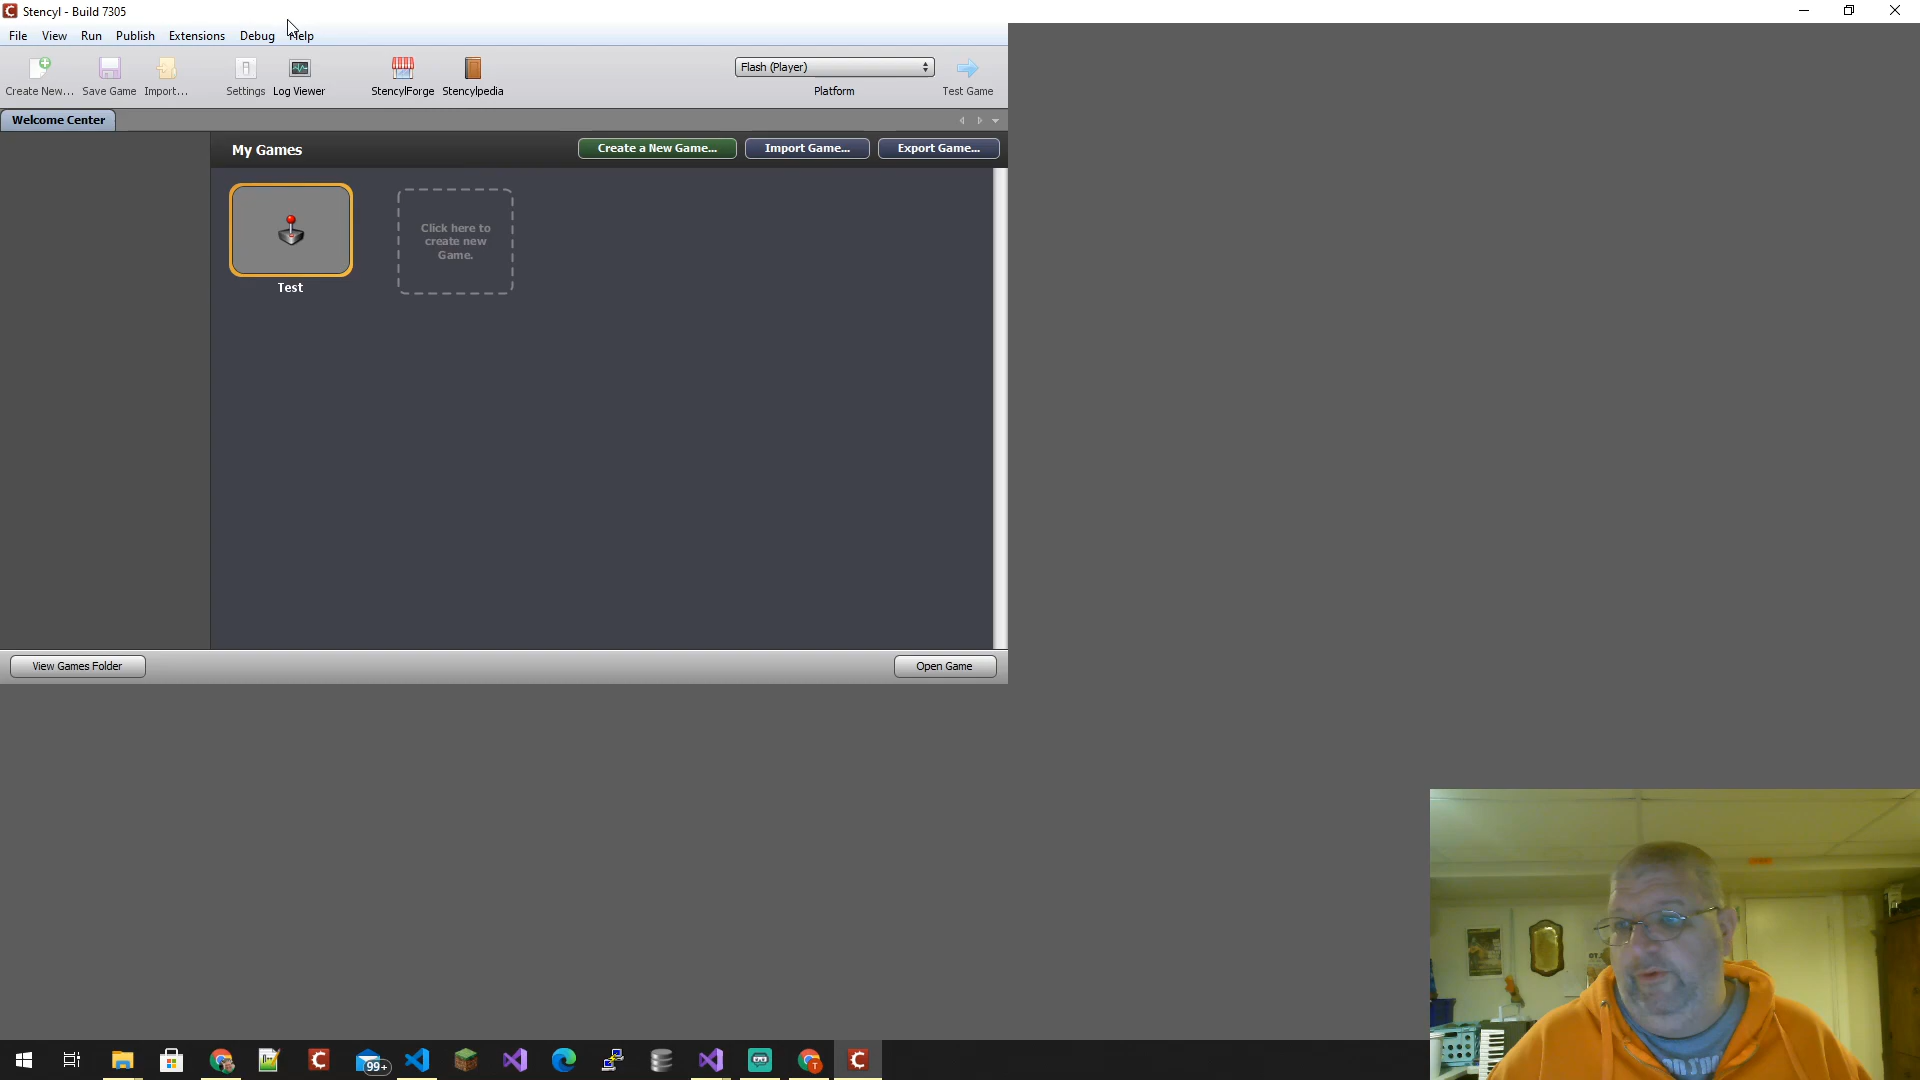 Stencyl - Build 7305
File View Run Publish Extensions Debug Help
Create New... Save Game Import... Settings Log Viewer StencylForge Stencylpedia Flash (Player) Platform Test Game
Welcome Center
My Games Create a New Game... Import Game... Export Game...
Click here to
create new
Game.
Test
View Games Folder Open Game
99+
T